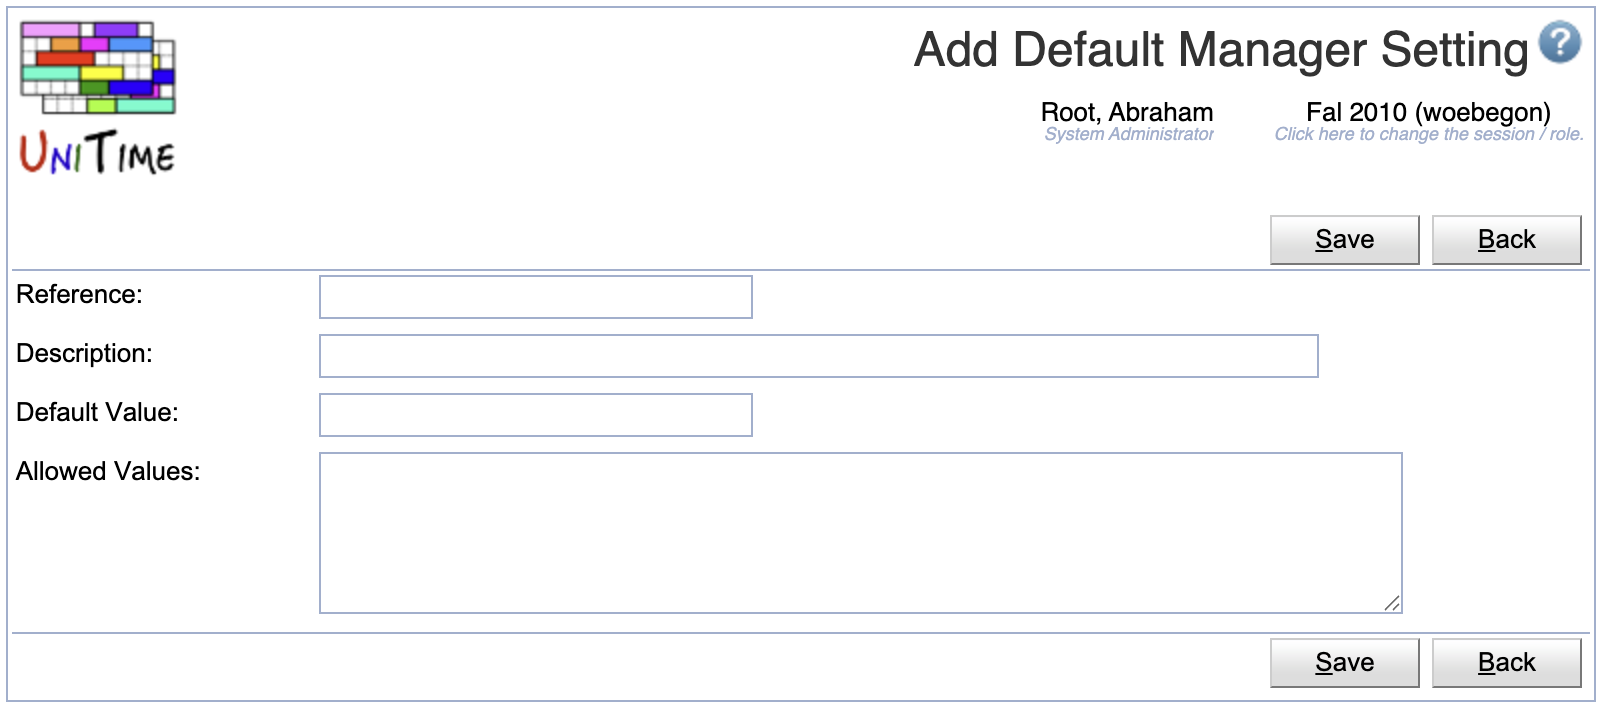 Add Default Manager Setting ?
UNITIME
Root, Abraham
System Administrator
Fal 2010 (woebegon)
Click here to change the session / role.
Save Back
Reference:
Description:
Default Value:
Allowed Values:
Save Back